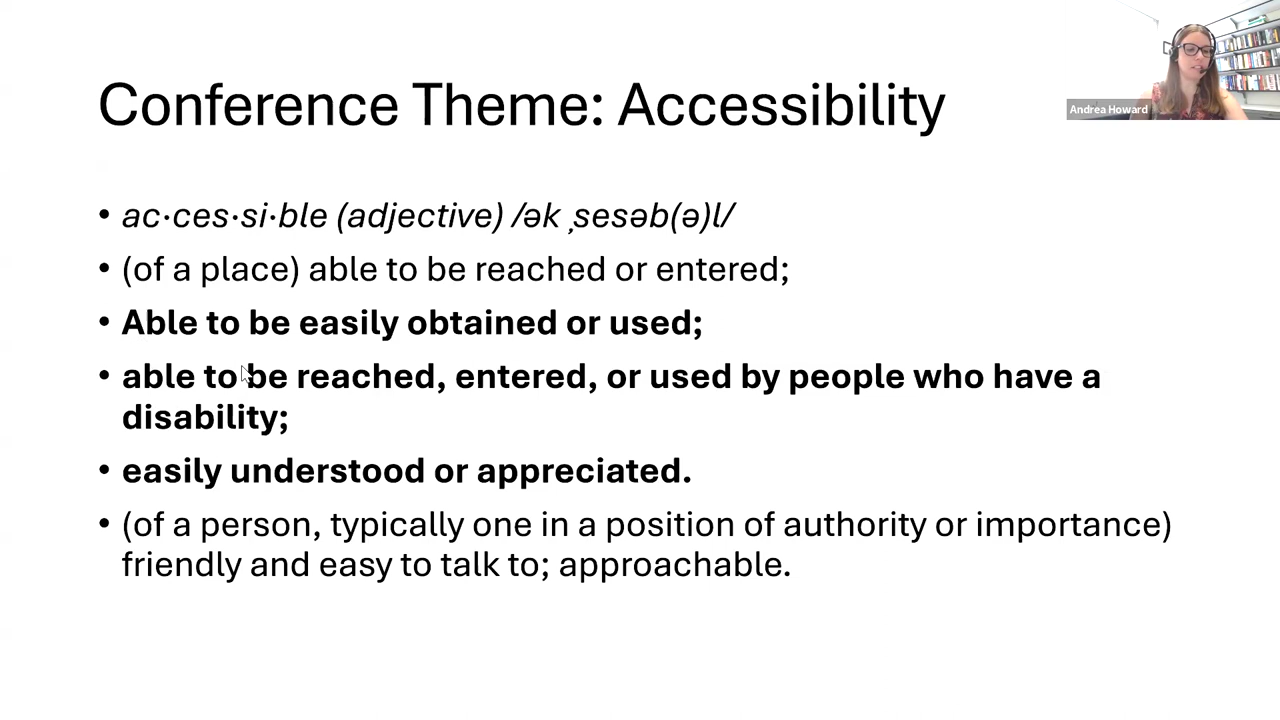 Conference Theme: Accessibility
Andrea Howard
• ac·ces·si·ble (adjective) /ək ˌsesəb(ə)l/
• (of a place) able to be reached or entered;
• Able to be easily obtained or used;
• able to be reached, entered, or used by people who have a
disability;
• easily understood or appreciated.
• (of a person, typically one in a position of authority or importance)
friendly and easy to talk to; approachable.